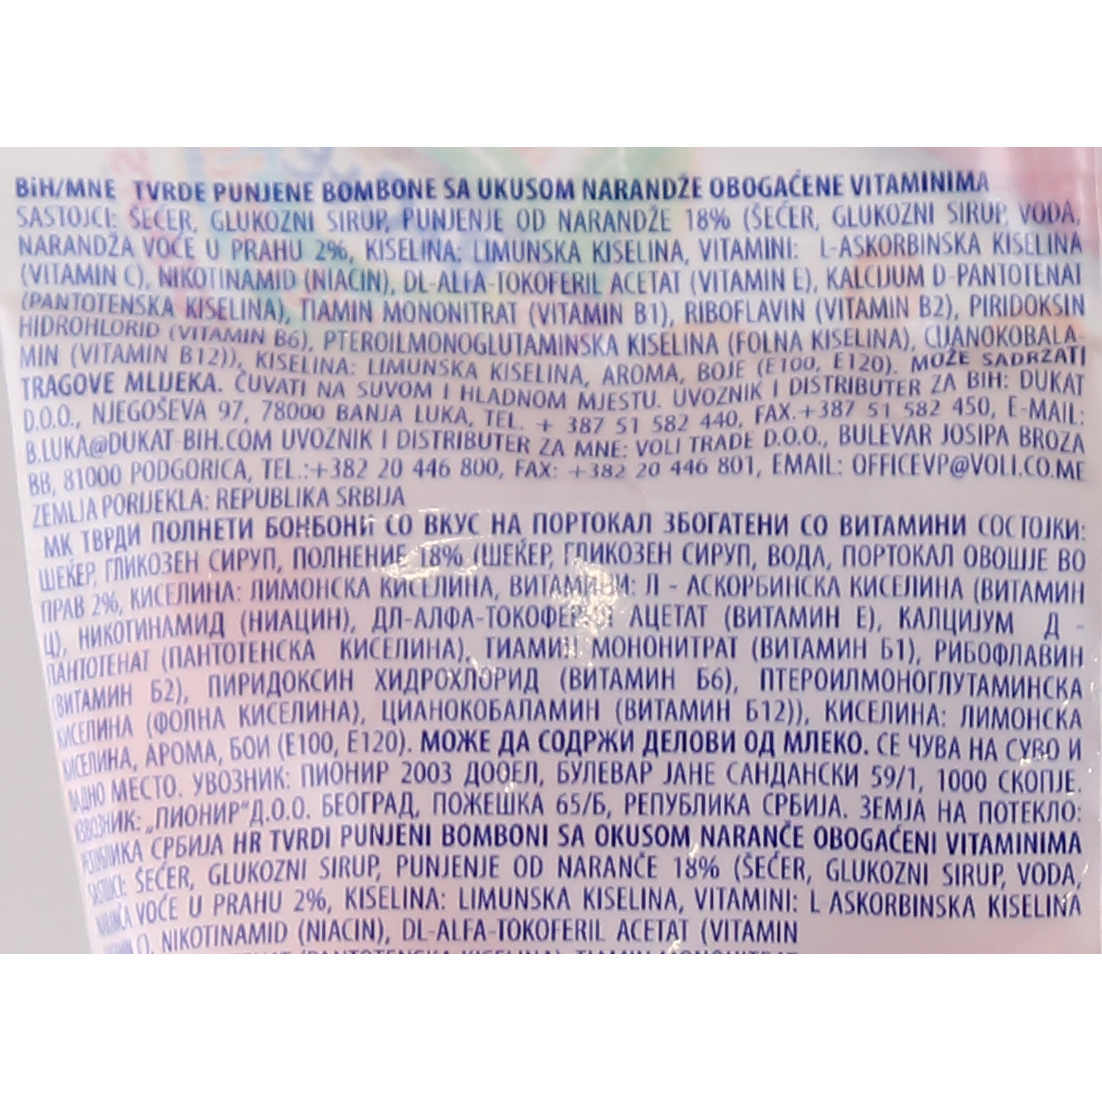 BiH/MNE TVRDE PUNJENE BOMBONE SA UKUSOM NARANDŽE OBOGAĆENE VITAMINIMA
SASTOJCI: ŠEĆER, GLUKOZNI SIRUP, PUNJENJE OD NARANDŽE 18% (ŠEĆER, GLUKOZNI SIRUP, VODA,
NARANDŽA VOĆE U PRAHU 2%, KISELINA: LIMUNSKA KISELINA, VITAMINI: L-ASKORBINSKA KISELINA
(VITAMIN C), NIKOTINAMID (NIACIN), DL-ALFA-TOKOFERIL ACETAT (VITAMIN E), KALCIJUM D-PANTOTENAT
(PANTOTENSKA KISELINA), TIAMIN MONONITRAT (VITAMIN B1), RIBOFLAVIN (VITAMIN B2), PIRIDOKSIN
HIDROHLORID (VITAMIN B6), PTEROILMONOGLUTAMINSKA KISELINA (FOLNA KISELINA), CIJANOKOBALA-
MIN (VITAMIN B12)), KISELINA: LIMUNSKA KISELINA, AROMA, BOJE (E100, E120). MOŽE SADRŽATI
TRAGOVE MLIJEKA. ČUVATI NA SUVOM I HLADNOM MJESTU. UVOZNIK I DISTRIBUTER ZA BIH: DUKAT
D.O.O., NJEGOŠEVA 97, 78000 BANJA LUKA, TEL. + 387 51 582 440, FAX.+387 51 582 450, E-MAIL:
B.LUKA@DUKAT-BIH.COM UVOZNIK I DISTRIBUTER ZA MNE: VOLI TRADE D.O.O., BULEVAR JOSIPA BROZA
BB, 81000 PODGORICA, TEL.:+382 20 446 800, FAX: +382 20 446 801, EMAIL: OFFICEVP@VOLI.CO.ME
ZEMLJA PORIJEKLA: REPUBLIKA SRBIJA
МК ТВРДИ ПОЛНЕТИ БОНБОНИ СО ВКУС НА ПОРТОКАЛ ЗБОГАТЕНИ СО ВИТАМИНИ СОСТОЈКИ:
ШЕЌЕР, ГЛИКОЗЕН СИРУП, ПОЛНЕНИЕ 18% (ШЕЌЕР, ГЛИКОЗЕН СИРУП, ВОДА, ПОРТОКАЛ ОВОШЈЕ ВО
ПРАВ 2%, КИСЕЛИНА: ЛИМОНСКА КИСЕЛИНА, ВИТАМИНИ: Л - АСКОРБИНСКА КИСЕЛИНА (ВИТАМИН
Ц), НИКОТИНАМИД (НИАЦИН), ДЛ-АЛФА-ТОКОФЕРИЛ АЦЕТАТ (ВИТАМИН Е), КАЛЦИЈУМ Д -
ПАНТОТЕНАТ (ПАНТОТЕНСКА КИСЕЛИНА), ТИАМИН МОНОНИТРАТ (ВИТАМИН Б1), РИБОФЛАВИН
(ВИТАМИН Б2), ПИРИДОКСИН ХИДРОХЛОРИД (ВИТАМИН Б6), ПТЕРОИЛМОНОГЛУТАМИНСКА
КИСЕЛИНА (ФОЛНА КИСЕЛИНА), ЦИАНОКОБАЛАМИН (ВИТАМИН Б12)), КИСЕЛИНА: ЛИМОНСКА
КИСЕЛИНА, АРОМА, БОИ (Е100, Е120). МОЖЕ ДА СОДРЖИ ДЕЛОВИ ОД МЛЕКО. СЕ ЧУВА НА СУВО И
ЛАДНО МЕСТО. УВОЗНИК: ПИОНИР 2003 ДООЕЛ, БУЛЕВАР ЈАНЕ САНДАНСКИ 59/1, 1000 СКОПЈЕ.
ИЗВОЗНИК: „ПИОНИР“Д.О.О. БЕОГРАД, ПОЖЕШКА 65/Б, РЕПУБЛИКА СРБИЈА. ЗЕМЈА НА ПОТЕКЛО:
РЕПУБЛИКА СРБИЈА HR TVRDI PUNJENI BOMBONI SA OKUSOM NARANČE OBOGAĆENI VITAMINIMA
SASTOJCI: ŠEĆER, GLUKOZNI SIRUP, PUNJENJE OD NARANČE 18% (ŠEĆER, GLUKOZNI SIRUP, VODA,
NARANČA VOĆE U PRAHU 2%, KISELINA: LIMUNSKA KISELINA, VITAMINI: L ASKORBINSKA KISELINA
(VITAMIN C), NIKOTINAMID (NIACIN), DL-ALFA-TOKOFERIL ACETAT (VITAMIN